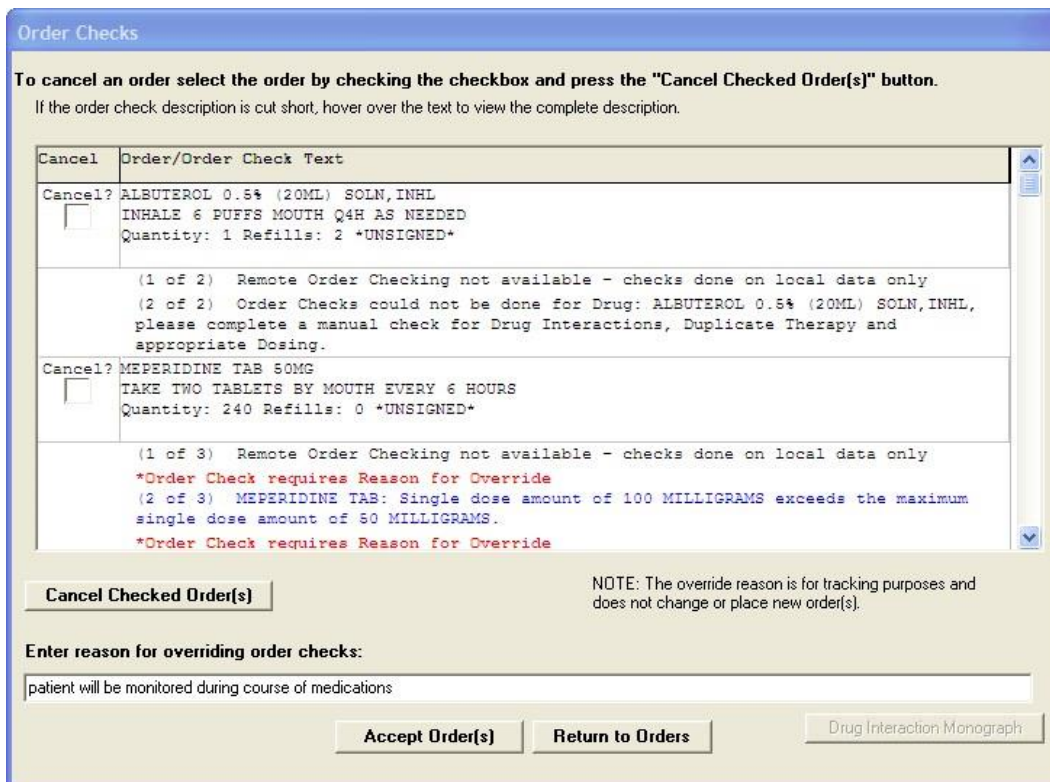 Order Checks
To cancel an order select the order by checking the checkbox and press the "Cancel Checked Order(s)" button.
If the order check description is cut short, hover over the text to view the complete description.
Cancel Order/Order Check Text
Cancel? ALBUTEROL 0.5% (20ML) SOLN,INHL
INHALE 6 PUFFS MOUTH Q4H AS NEEDED
Quantity: 1 Refills: 2 *UNSIGNED*
(1 of 2) Remote Order Checking not available - checks done on local data only
(2 of 2) Order Checks could not be done for Drug: ALBUTEROL 0.5% (20ML) SOLN,INHL,
please complete a manual check for Drug Interactions, Duplicate Therapy and
appropriate Dosing.
Cancel? MEPERIDINE TAB 50MG
TAKE TWO TABLETS BY MOUTH EVERY 6 HOURS
Quantity: 240 Refills: 0 *UNSIGNED*
(1 of 3) Remote Order Checking not available - checks done on local data only
*Order Check requires Reason for Override
(2 of 3) MEPERIDINE TAB: Single dose amount of 100 MILLIGRAMS exceeds the maximum
single dose amount of 50 MILLIGRAMS.
*Order Check requires Reason for Override
Cancel Checked Order(s)
NOTE: The override reason is for tracking purposes and
does not change or place new order(s).
Enter reason for overriding order checks:
patient will be monitored during course of medications
Accept Order(s) Return to Orders Drug Interaction Monograph